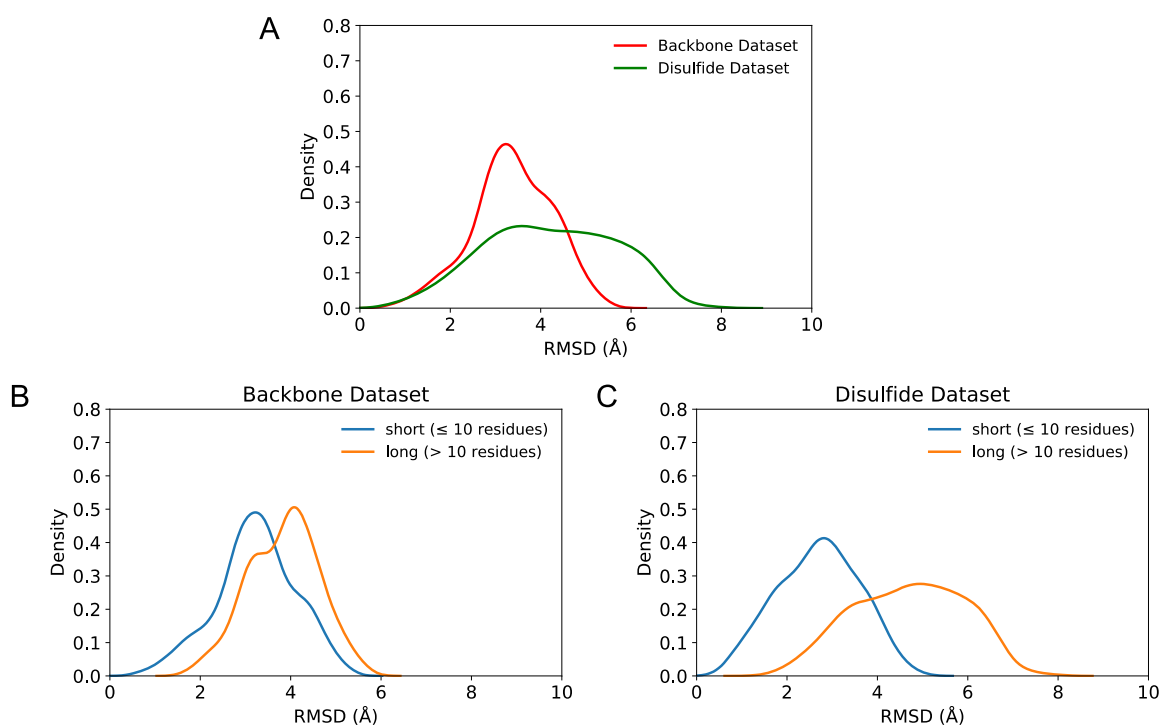 A
0.8
0.7
0.6
0.5
0.4
0.3
0.2
0.1
0.0
Density
Backbone Dataset
Disulfide Dataset
0 2 4 6 8 10
RMSD (Å)
B
Backbone Dataset
0.8
0.7
0.6
0.5
0.4
0.3
0.2
0.1
0.0
Density
short (≤ 10 residues)
long (> 10 residues)
0 2 4 6 8 10
RMSD (Å)
C
Disulfide Dataset
0.8
0.7
0.6
0.5
0.4
0.3
0.2
0.1
0.0
Density
short (≤ 10 residues)
long (> 10 residues)
0 2 4 6 8 10
RMSD (Å)